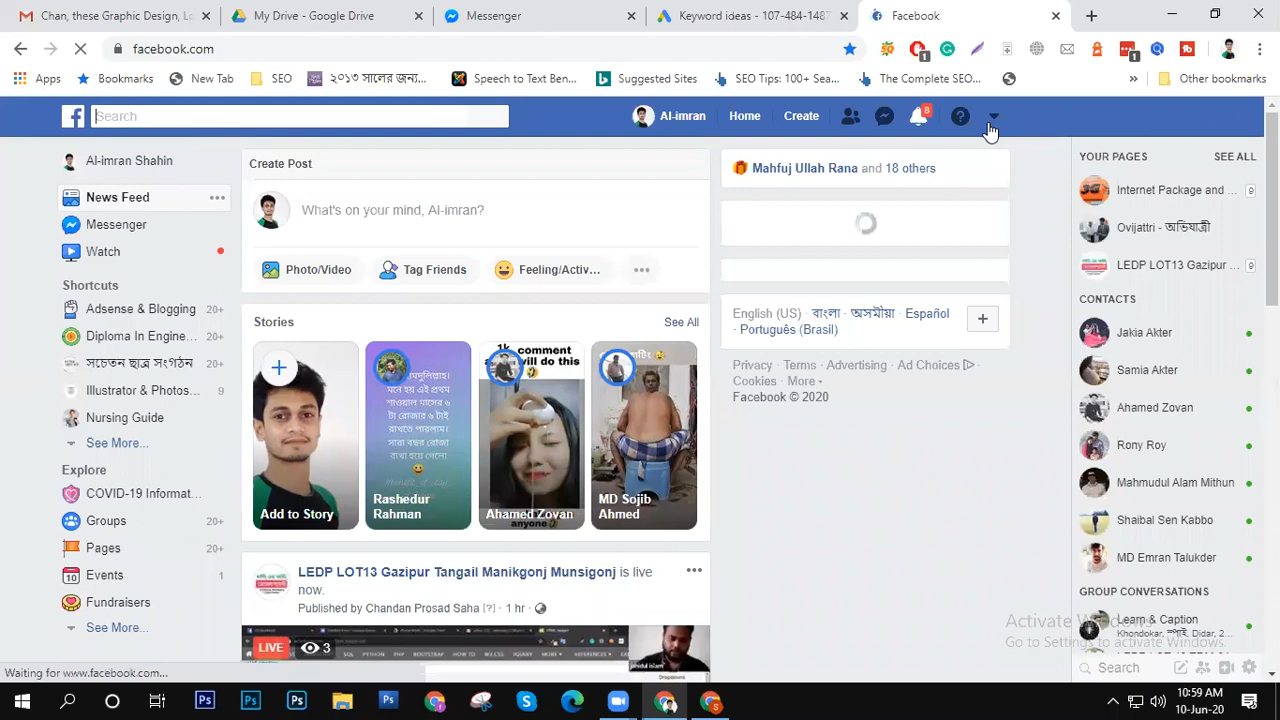 Chan, these Graphic Design, Le
My Drive - Google Drive
Messenger
Keyword ideas - 107-484-1487
Facebook
facebook.com
1
1
Apps
Bookmarks
New Tab
SEO
২০১৩ সালের জন্য...
Speech to Text Ben...
Suggested Sites
SEO Tips: 100+ Sea...
The Complete SEO...
»
Other bookmarks
Search
Al-imran
Home
Create
8
Al-imran Shahin
News Feed
Messenger
Watch
Shortcuts
Adsense & Blogging 20+
Diploma In Engine... 20+
সচেতন ছাত্র সংগঠন 20+
Illustrator & Photos... 9
Nursing Guide
See More...
Explore
COVID-19 Informat...
Groups 20+
Pages 20+
Events 1
Fundraisers
See More...
Create Post
What's on your mind, Al-imran?
Photo/Video
Tag Friends
Feeling/Activ...
Stories
See All
Add to Story
Rashedur
Rahman
Ahamed Zovan
MD Sojib
Ahmed
LEDP LOT13 Gazipur Tangail Manikgonj Munsigonj is live
now.
Published by Chandan Prosad Saha [?] · 1 hr ·
LIVE 3
Mahfuj Ullah Rana and 18 others
English (US) · বাংলা · অসমীয়া · Español
· Português (Brasil)
Privacy · Terms · Advertising · Ad Choices ·
Cookies · More
Facebook © 2020
YOUR PAGES
SEE ALL
Internet Package and ... 9
Ovijattri - অভিযাত্রী
LEDP LOT13 Gazipur ... 9
CONTACTS
Jakia Akter
Samia Akter
Ahamed Zovan
Rony Roy
Mahmudul Alam Mithun
Shaibal Sen Kabbo
MD Emran Talukder
GROUP CONVERSATIONS
Learn & Caption
Activate Windows
Go to Settings to activate Windows.
Search
Waiting for www.facebook.com...
10:59 AM
10-Jun-20